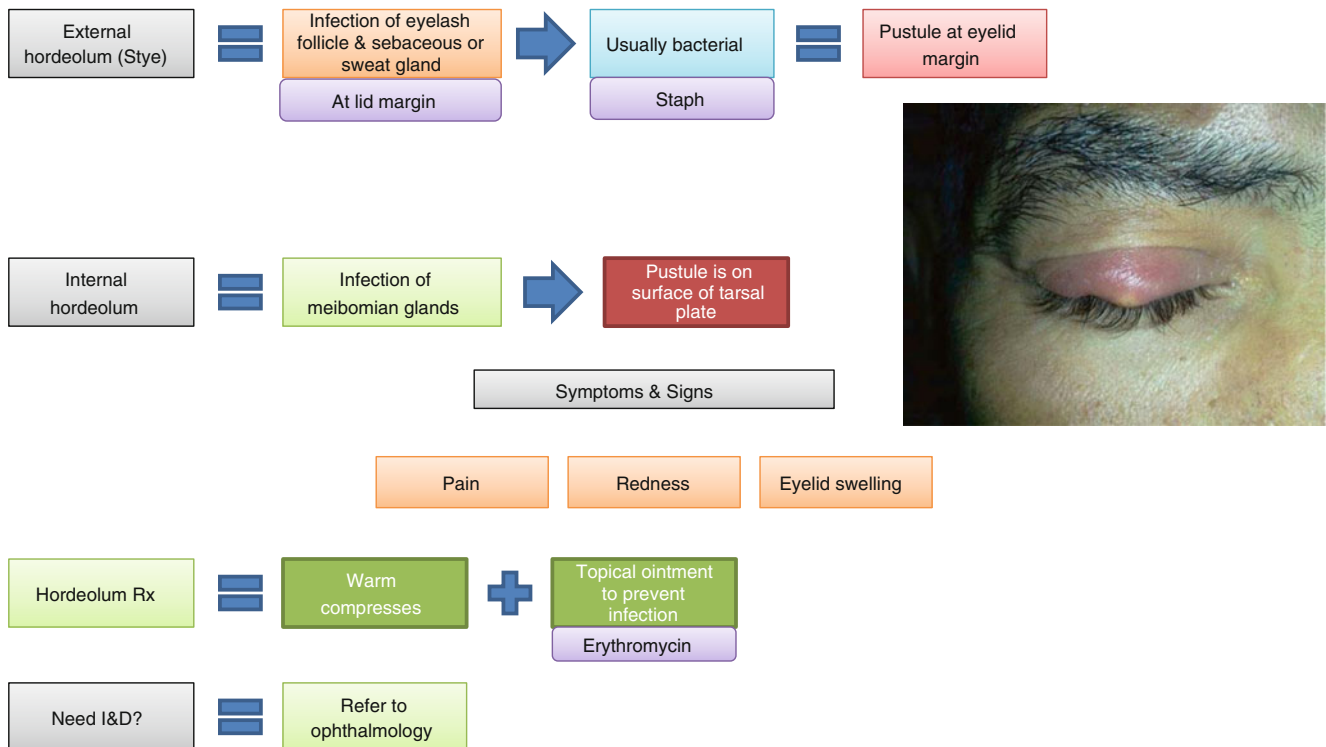 External
hordeolum (Stye)
Infection of eyelash
follicle & sebaceous or
sweat gland
At lid margin
Usually bacterial
Staph
Pustule at eyelid
margin
Internal
hordeolum
Infection of
meibomian glands
Pustule is on
surface of tarsal
plate
Symptoms & Signs
Pain
Redness
Eyelid swelling
Hordeolum Rx
Warm
compresses
Topical ointment
to prevent
infection
Erythromycin
Need I&D?
Refer to
ophthalmology